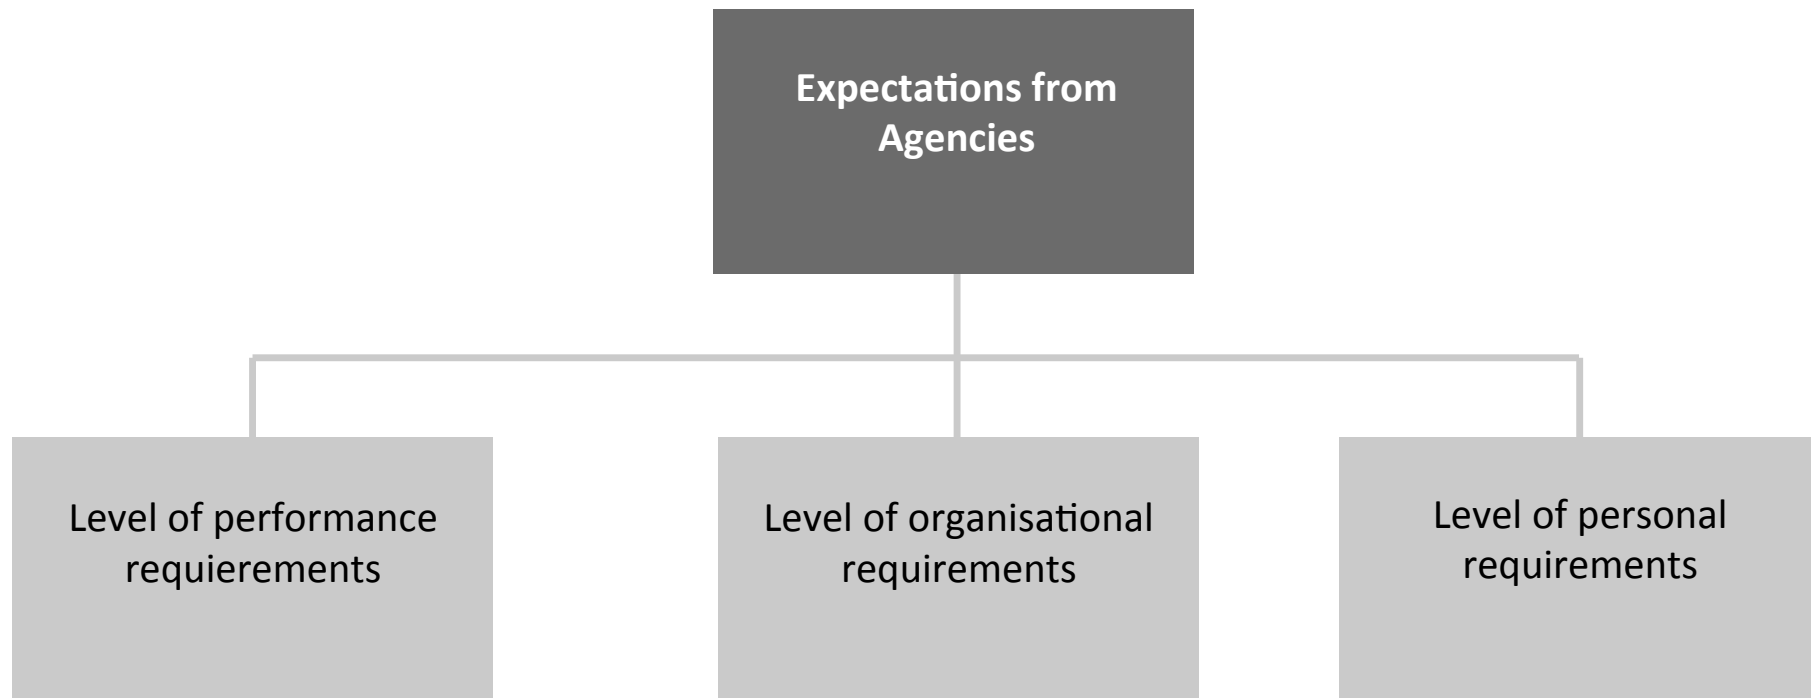 Expectations from
Agencies
Level of performance
requierements
Level of organisational
requirements
Level of personal
requirements